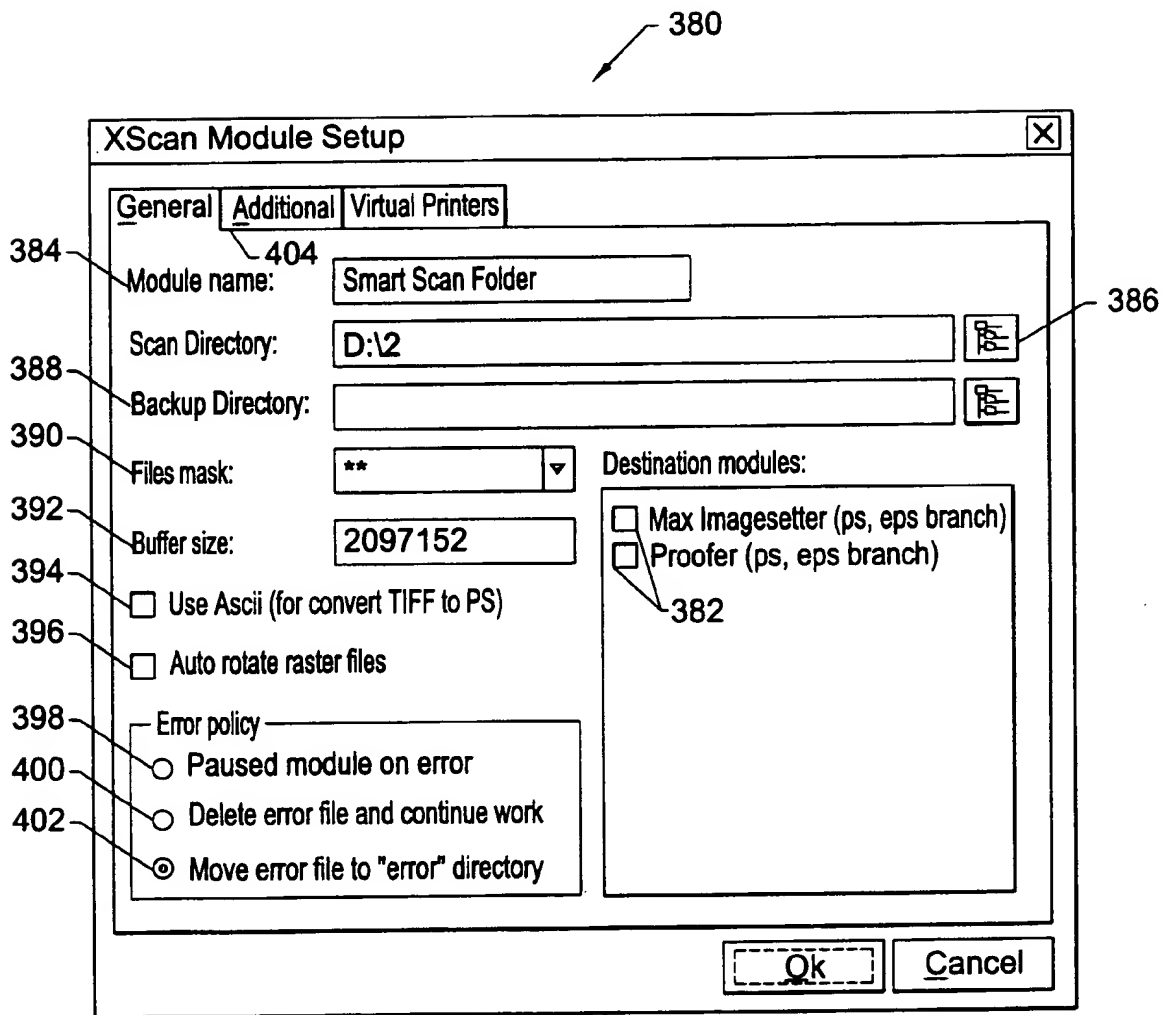 380
XScan Module Setup
General Additional Virtual Printers
404
384 Module name: Smart Scan Folder
Scan Directory: D:\2 386
388 Backup Directory:
390 Files mask: ** Destination modules:
392 Buffer size: 2097152 Max Imagesetter (ps, eps branch)
Proofer (ps, eps branch)
382
394 Use Ascii (for convert TIFF to PS)
396 Auto rotate raster files
Error policy
398 Paused module on error
400 Delete error file and continue work
402 Move error file to "error" directory
Ok Cancel